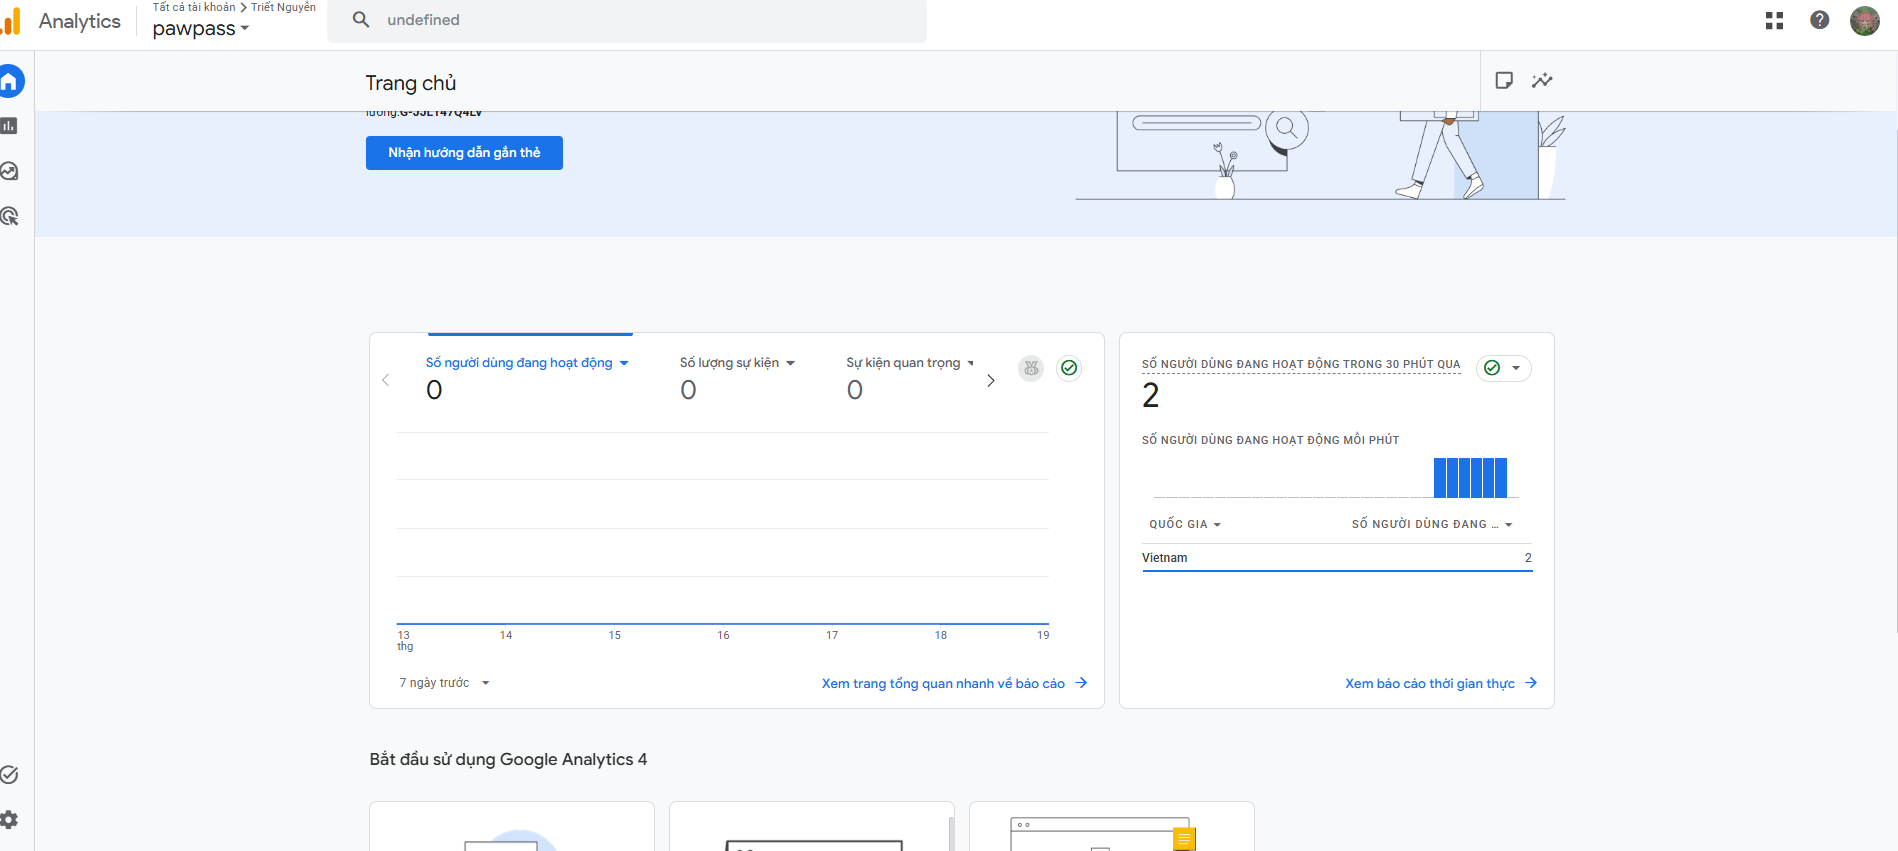 Analytics
Tất cả tài khoản > Triết Nguyễn
pawpass
undefined
Trang chủ
Nhận hướng dẫn gắn thẻ
Số người dùng đang hoạt động
0
Số lượng sự kiện
0
Sự kiện quan trọng
0
13
thg
14
15
16
17
18
19
7 ngày trước
Xem trang tổng quan nhanh về báo cáo
SỐ NGƯỜI DÙNG ĐANG HOẠT ĐỘNG TRONG 30 PHÚT QUA
2
SỐ NGƯỜI DÙNG ĐANG HOẠT ĐỘNG MỖI PHÚT
QUỐC GIA
SỐ NGƯỜI DÙNG ĐANG ...
Vietnam
2
Xem báo cáo thời gian thực
Bắt đầu sử dụng Google Analytics 4